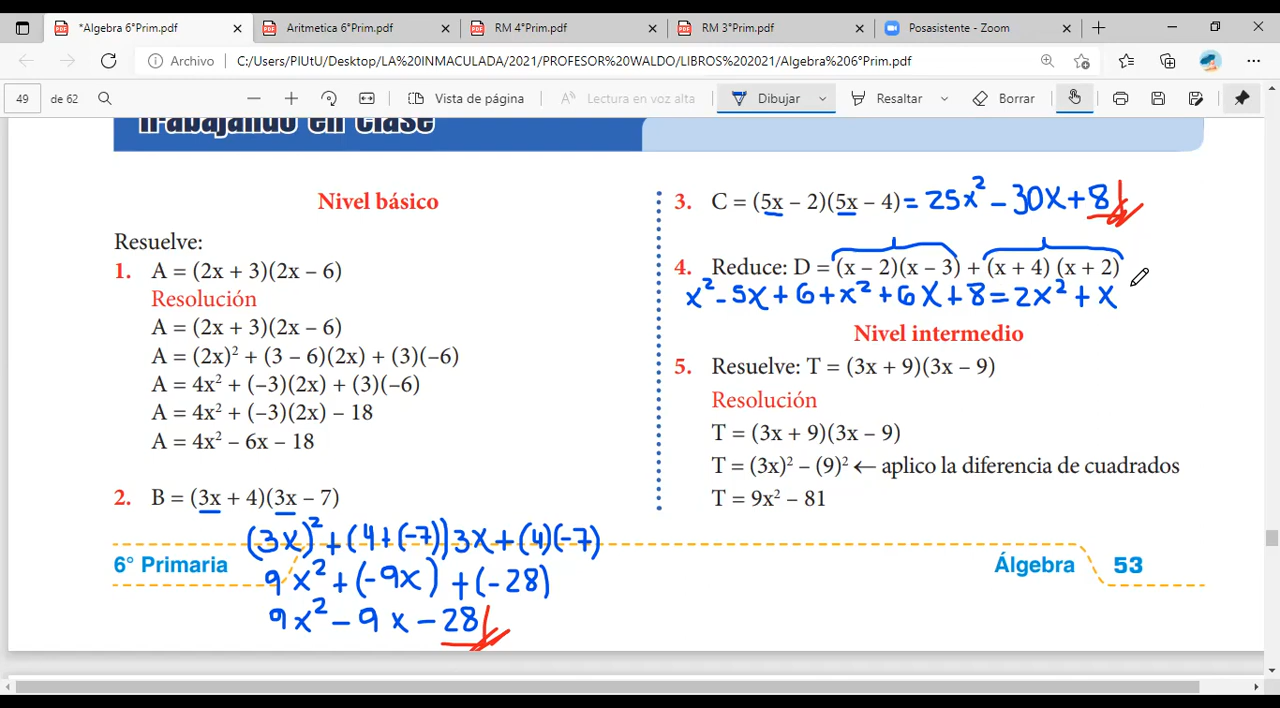 *Algebra 6°Prim.pdf
Aritmetica 6°Prim.pdf
RM 4°Prim.pdf
RM 3°Prim.pdf
Posasistente - Zoom
Archivo
C:/Users/PIUtU/Desktop/LA%20INMACULADA/2021/PROFESOR%20WALDO/LIBROS%202021/Algebra%206°Prim.pdf
49 de 62
Vista de página
Lectura en voz alta
Dibujar
Resaltar
Borrar
Trabajando en clase
Nivel básico
Resuelve:
1. A = (2x + 3)(2x – 6)
Resolución
A = (2x + 3)(2x – 6)
A = (2x)² + (3 – 6)(2x) + (3)(–6)
A = 4x² + (–3)(2x) + (3)(–6)
A = 4x² + (–3)(2x) – 18
A = 4x² – 6x – 18
2. B = (3x + 4)(3x – 7)
(3x)² + (4+(-7))3x + (4)(-7)
9x² + (-9x) + (-28)
9x² - 9x - 28
6° Primaria
3. C = (5x – 2)(5x – 4) = 25x² - 30x + 8
4. Reduce: D = (x – 2)(x – 3) + (x + 4) (x + 2)
x² - 5x + 6 + x² + 6x + 8 = 2x² + x
Nivel intermedio
5. Resuelve: T = (3x + 9)(3x – 9)
Resolución
T = (3x + 9)(3x – 9)
T = (3x)² – (9)² ← aplico la diferencia de cuadrados
T = 9x² – 81
Álgebra 53